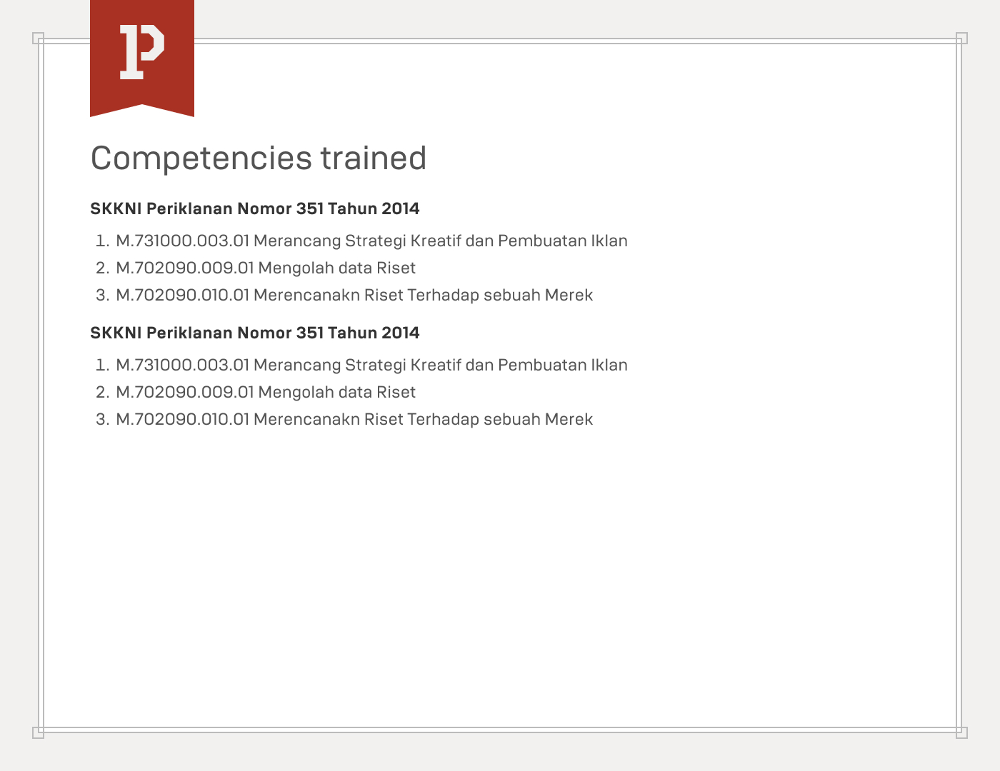 P
Competencies trained
SKKNI Periklanan Nomor 351 Tahun 2014
1. M.731000.003.01 Merancang Strategi Kreatif dan Pembuatan Iklan
2. M.702090.009.01 Mengolah data Riset
3. M.702090.010.01 Merencanakn Riset Terhadap sebuah Merek
SKKNI Periklanan Nomor 351 Tahun 2014
1. M.731000.003.01 Merancang Strategi Kreatif dan Pembuatan Iklan
2. M.702090.009.01 Mengolah data Riset
3. M.702090.010.01 Merencanakn Riset Terhadap sebuah Merek